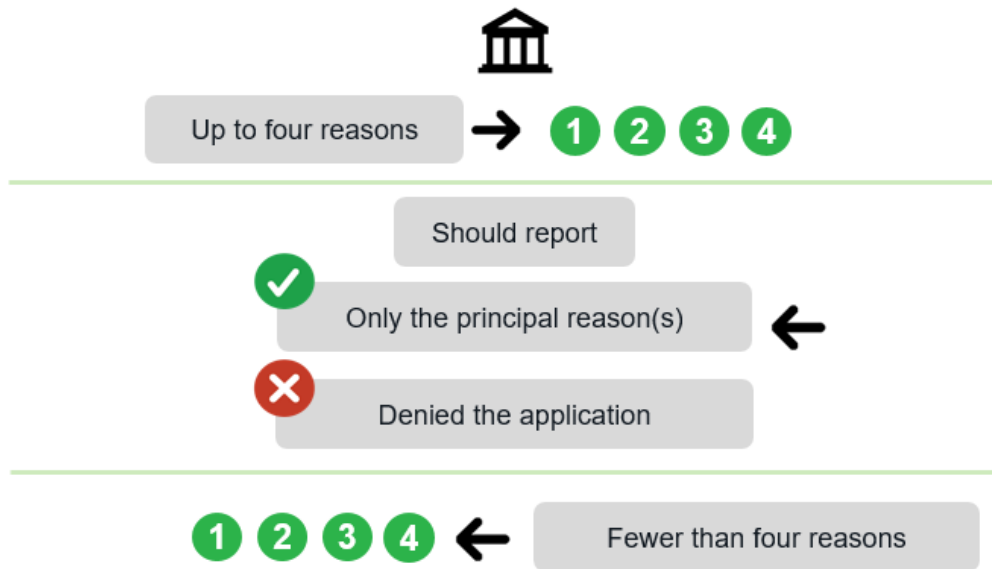 Up to four reasons 1 2 3 4
Should report
Only the principal reason(s)
Denied the application
1 2 3 4 Fewer than four reasons